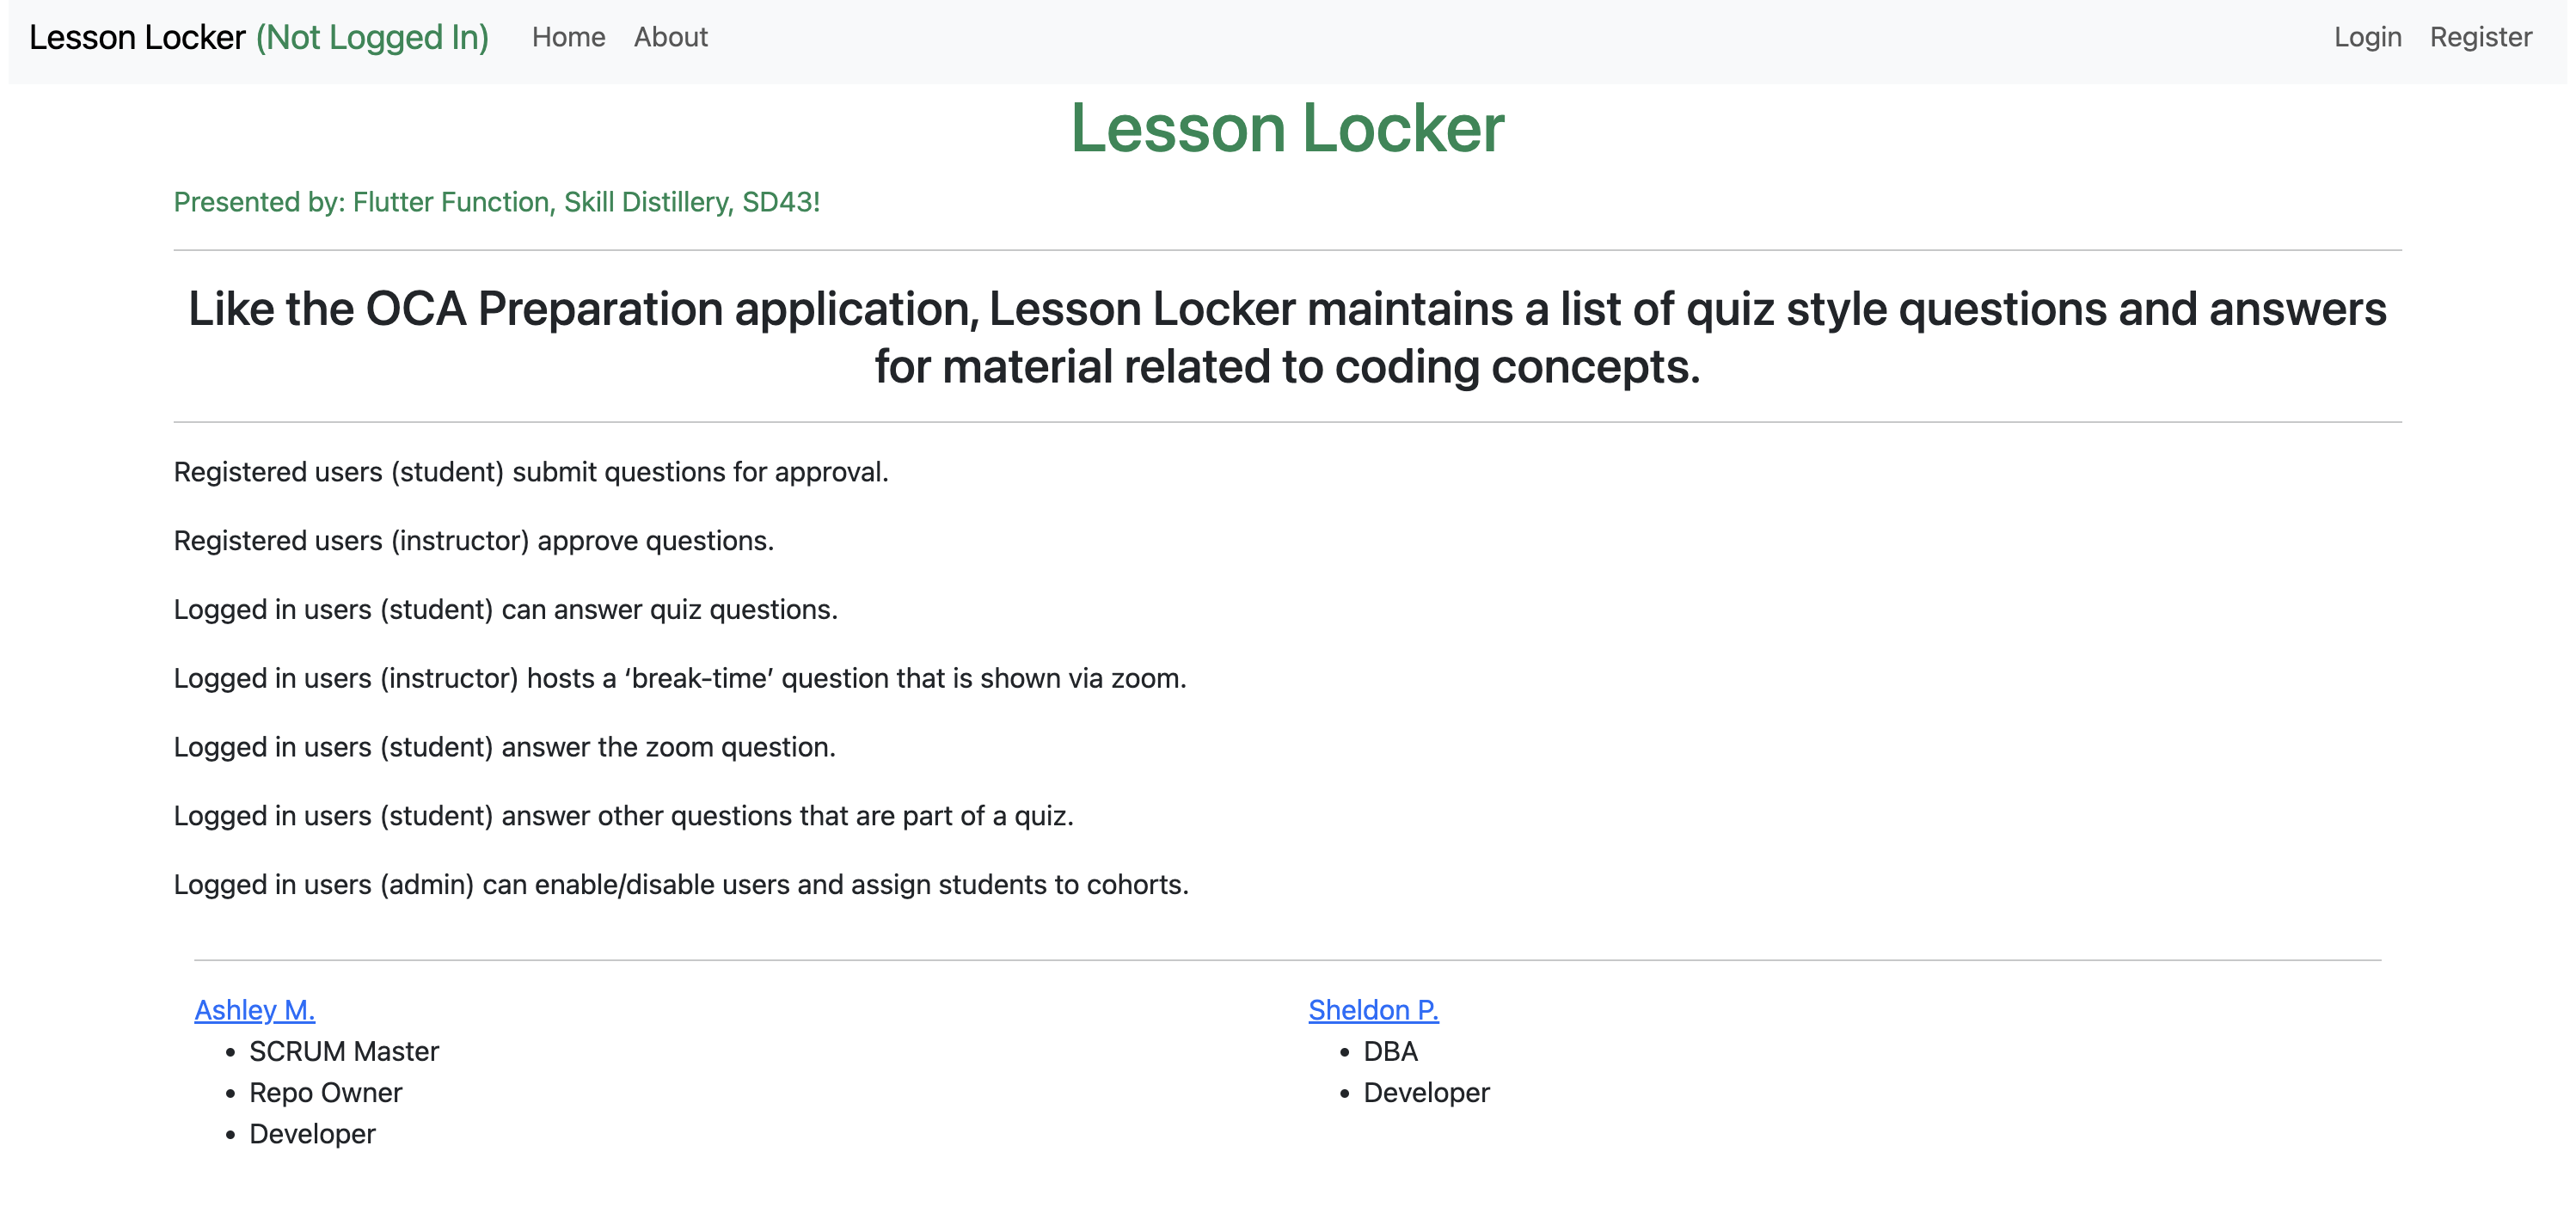 Lesson Locker (Not Logged In) Home About Login Register
Lesson Locker
Presented by: Flutter Function, Skill Distillery, SD43!
Like the OCA Preparation application, Lesson Locker maintains a list of quiz style questions and answers
for material related to coding concepts.
Registered users (student) submit questions for approval.
Registered users (instructor) approve questions.
Logged in users (student) can answer quiz questions.
Logged in users (instructor) hosts a ‘break-time’ question that is shown via zoom.
Logged in users (student) answer the zoom question.
Logged in users (student) answer other questions that are part of a quiz.
Logged in users (admin) can enable/disable users and assign students to cohorts.
Ashley M.
• SCRUM Master
• Repo Owner
• Developer
Sheldon P.
• DBA
• Developer